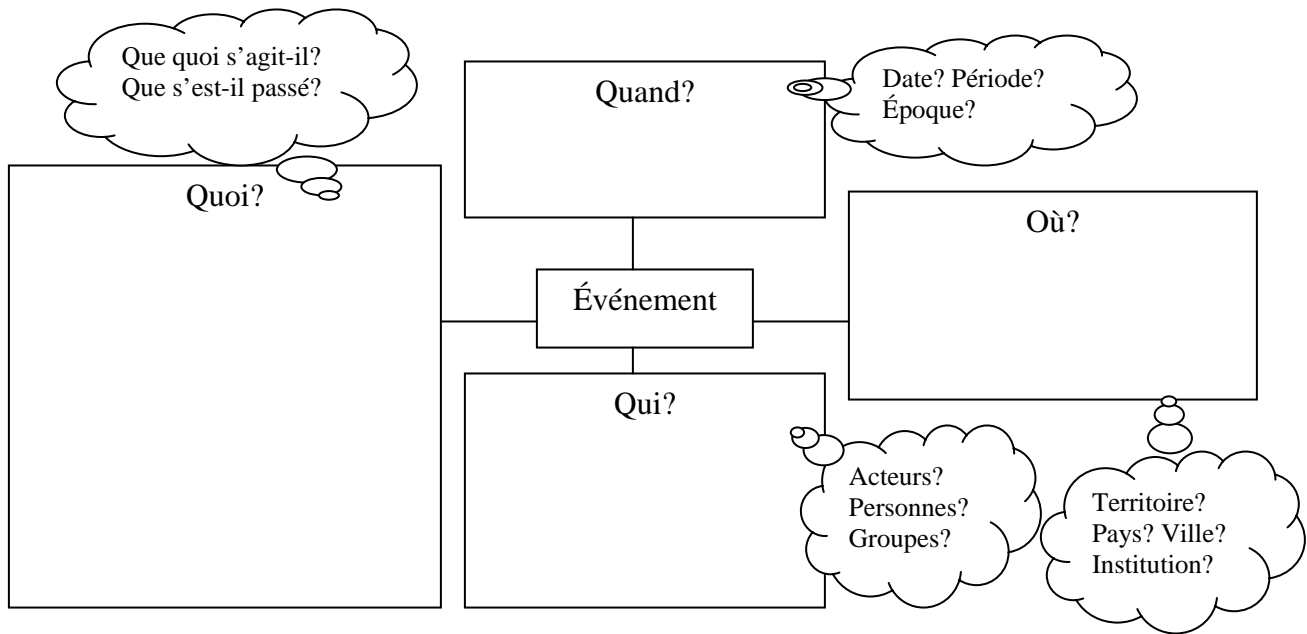 Que quoi s’agit-il?
Que s’est-il passé?
Quoi?
Quand?
Date? Période?
Époque?
Où?
Événement
Qui?
Acteurs?
Personnes?
Groupes?
Territoire?
Pays? Ville?
Institution?